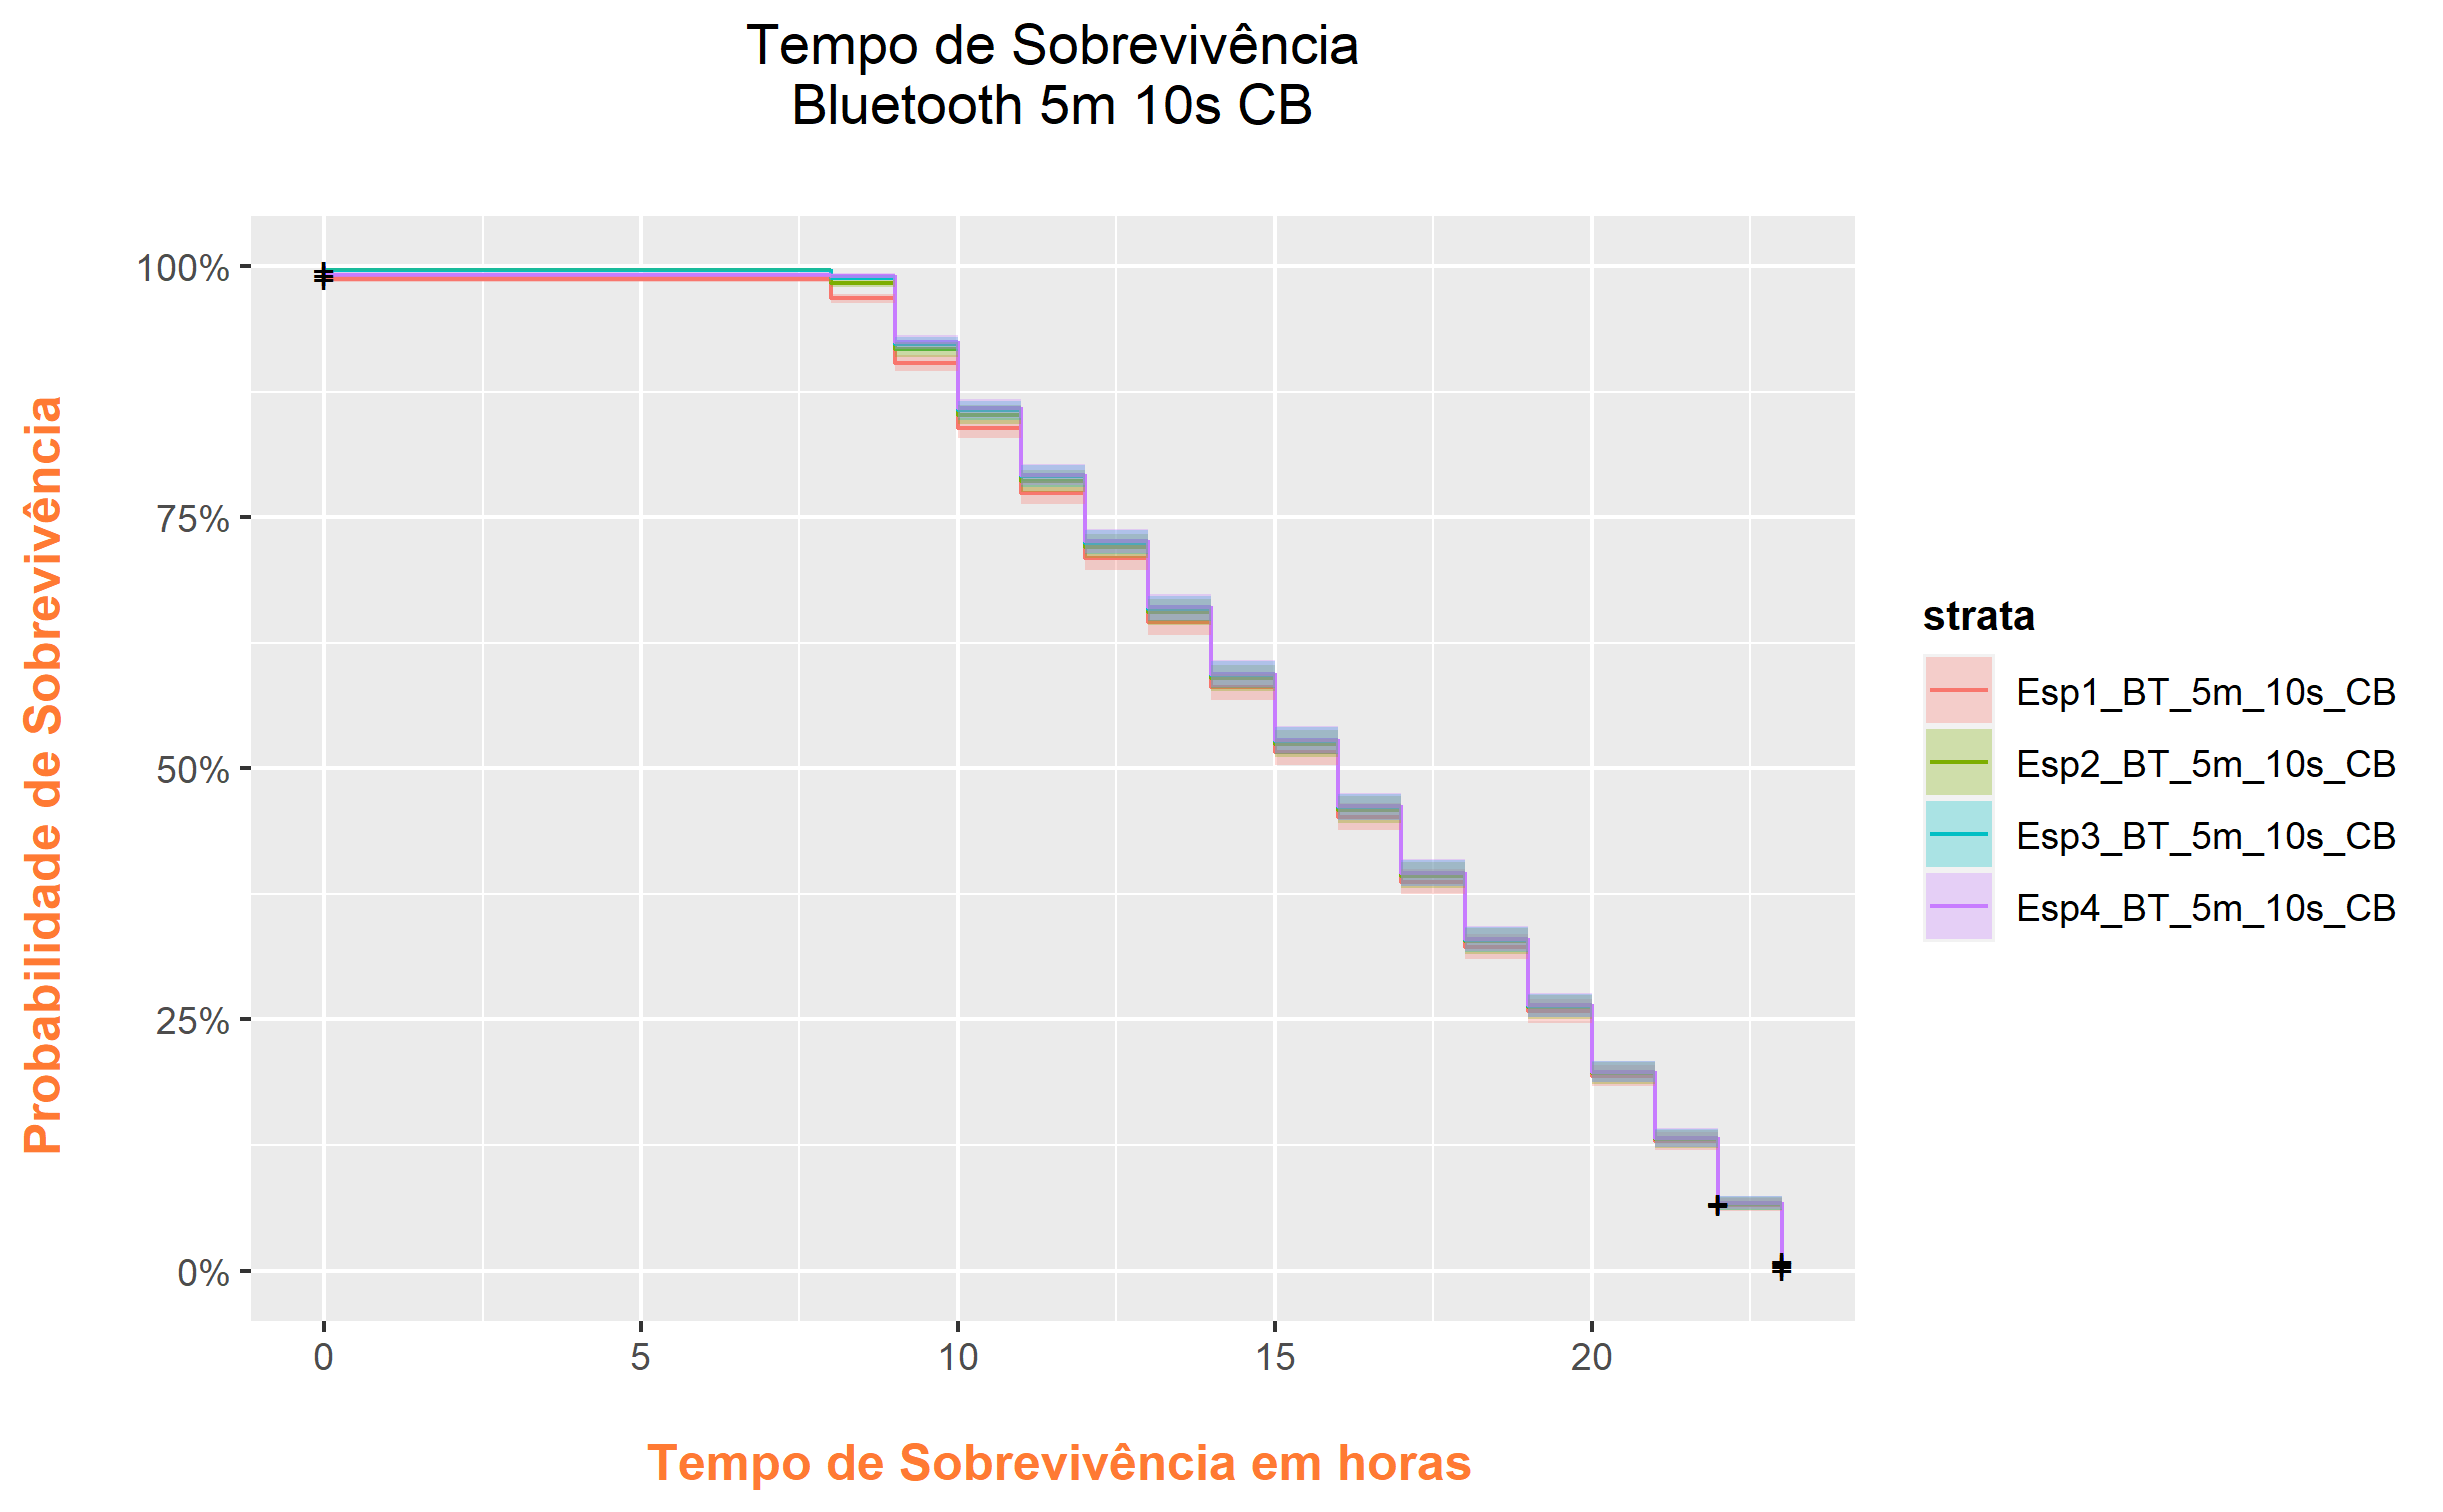 Tempo de Sobrevivência
Bluetooth 5m 10s CB
Probabilidade de Sobrevivência
100%
75%
50%
25%
0%
0 5 10 15 20
Tempo de Sobrevivência em horas
strata
Esp1_BT_5m_10s_CB
Esp2_BT_5m_10s_CB
Esp3_BT_5m_10s_CB
Esp4_BT_5m_10s_CB